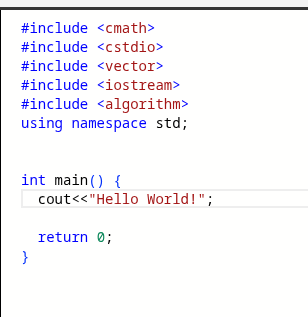 #include <cmath>
#include <cstdio>
#include <vector>
#include <iostream>
#include <algorithm>
using namespace std;
int main() {
  cout<<"Hello World!";
  return 0;
}